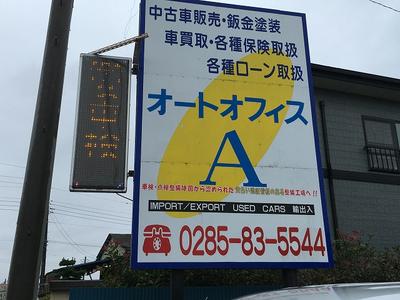 中古車販売・鈑金塗装
車買取・各種保険取扱
各種ローン取扱
オートオフィス
A
IMPORT/EXPORT USED CARS 輸出入
0285-83-5544